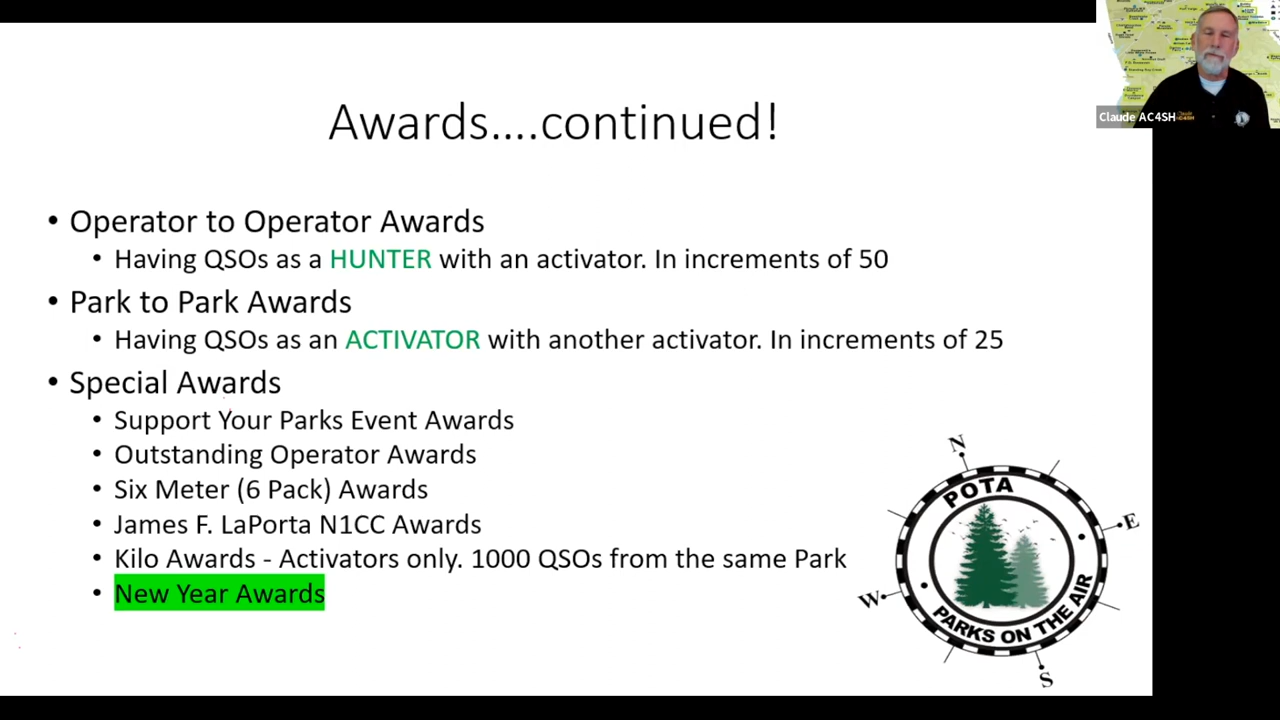 Awards....continued!
• Operator to Operator Awards
• Having QSOs as a HUNTER with an activator. In increments of 50
• Park to Park Awards
• Having QSOs as an ACTIVATOR with another activator. In increments of 25
• Special Awards
• Support Your Parks Event Awards
• Outstanding Operator Awards
• Six Meter (6 Pack) Awards
• James F. LaPorta N1CC Awards
• Kilo Awards - Activators only. 1000 QSOs from the same Park
• New Year Awards
Claude AC4SH
N
POTA
E
W
PARKS ON THE AIR
S